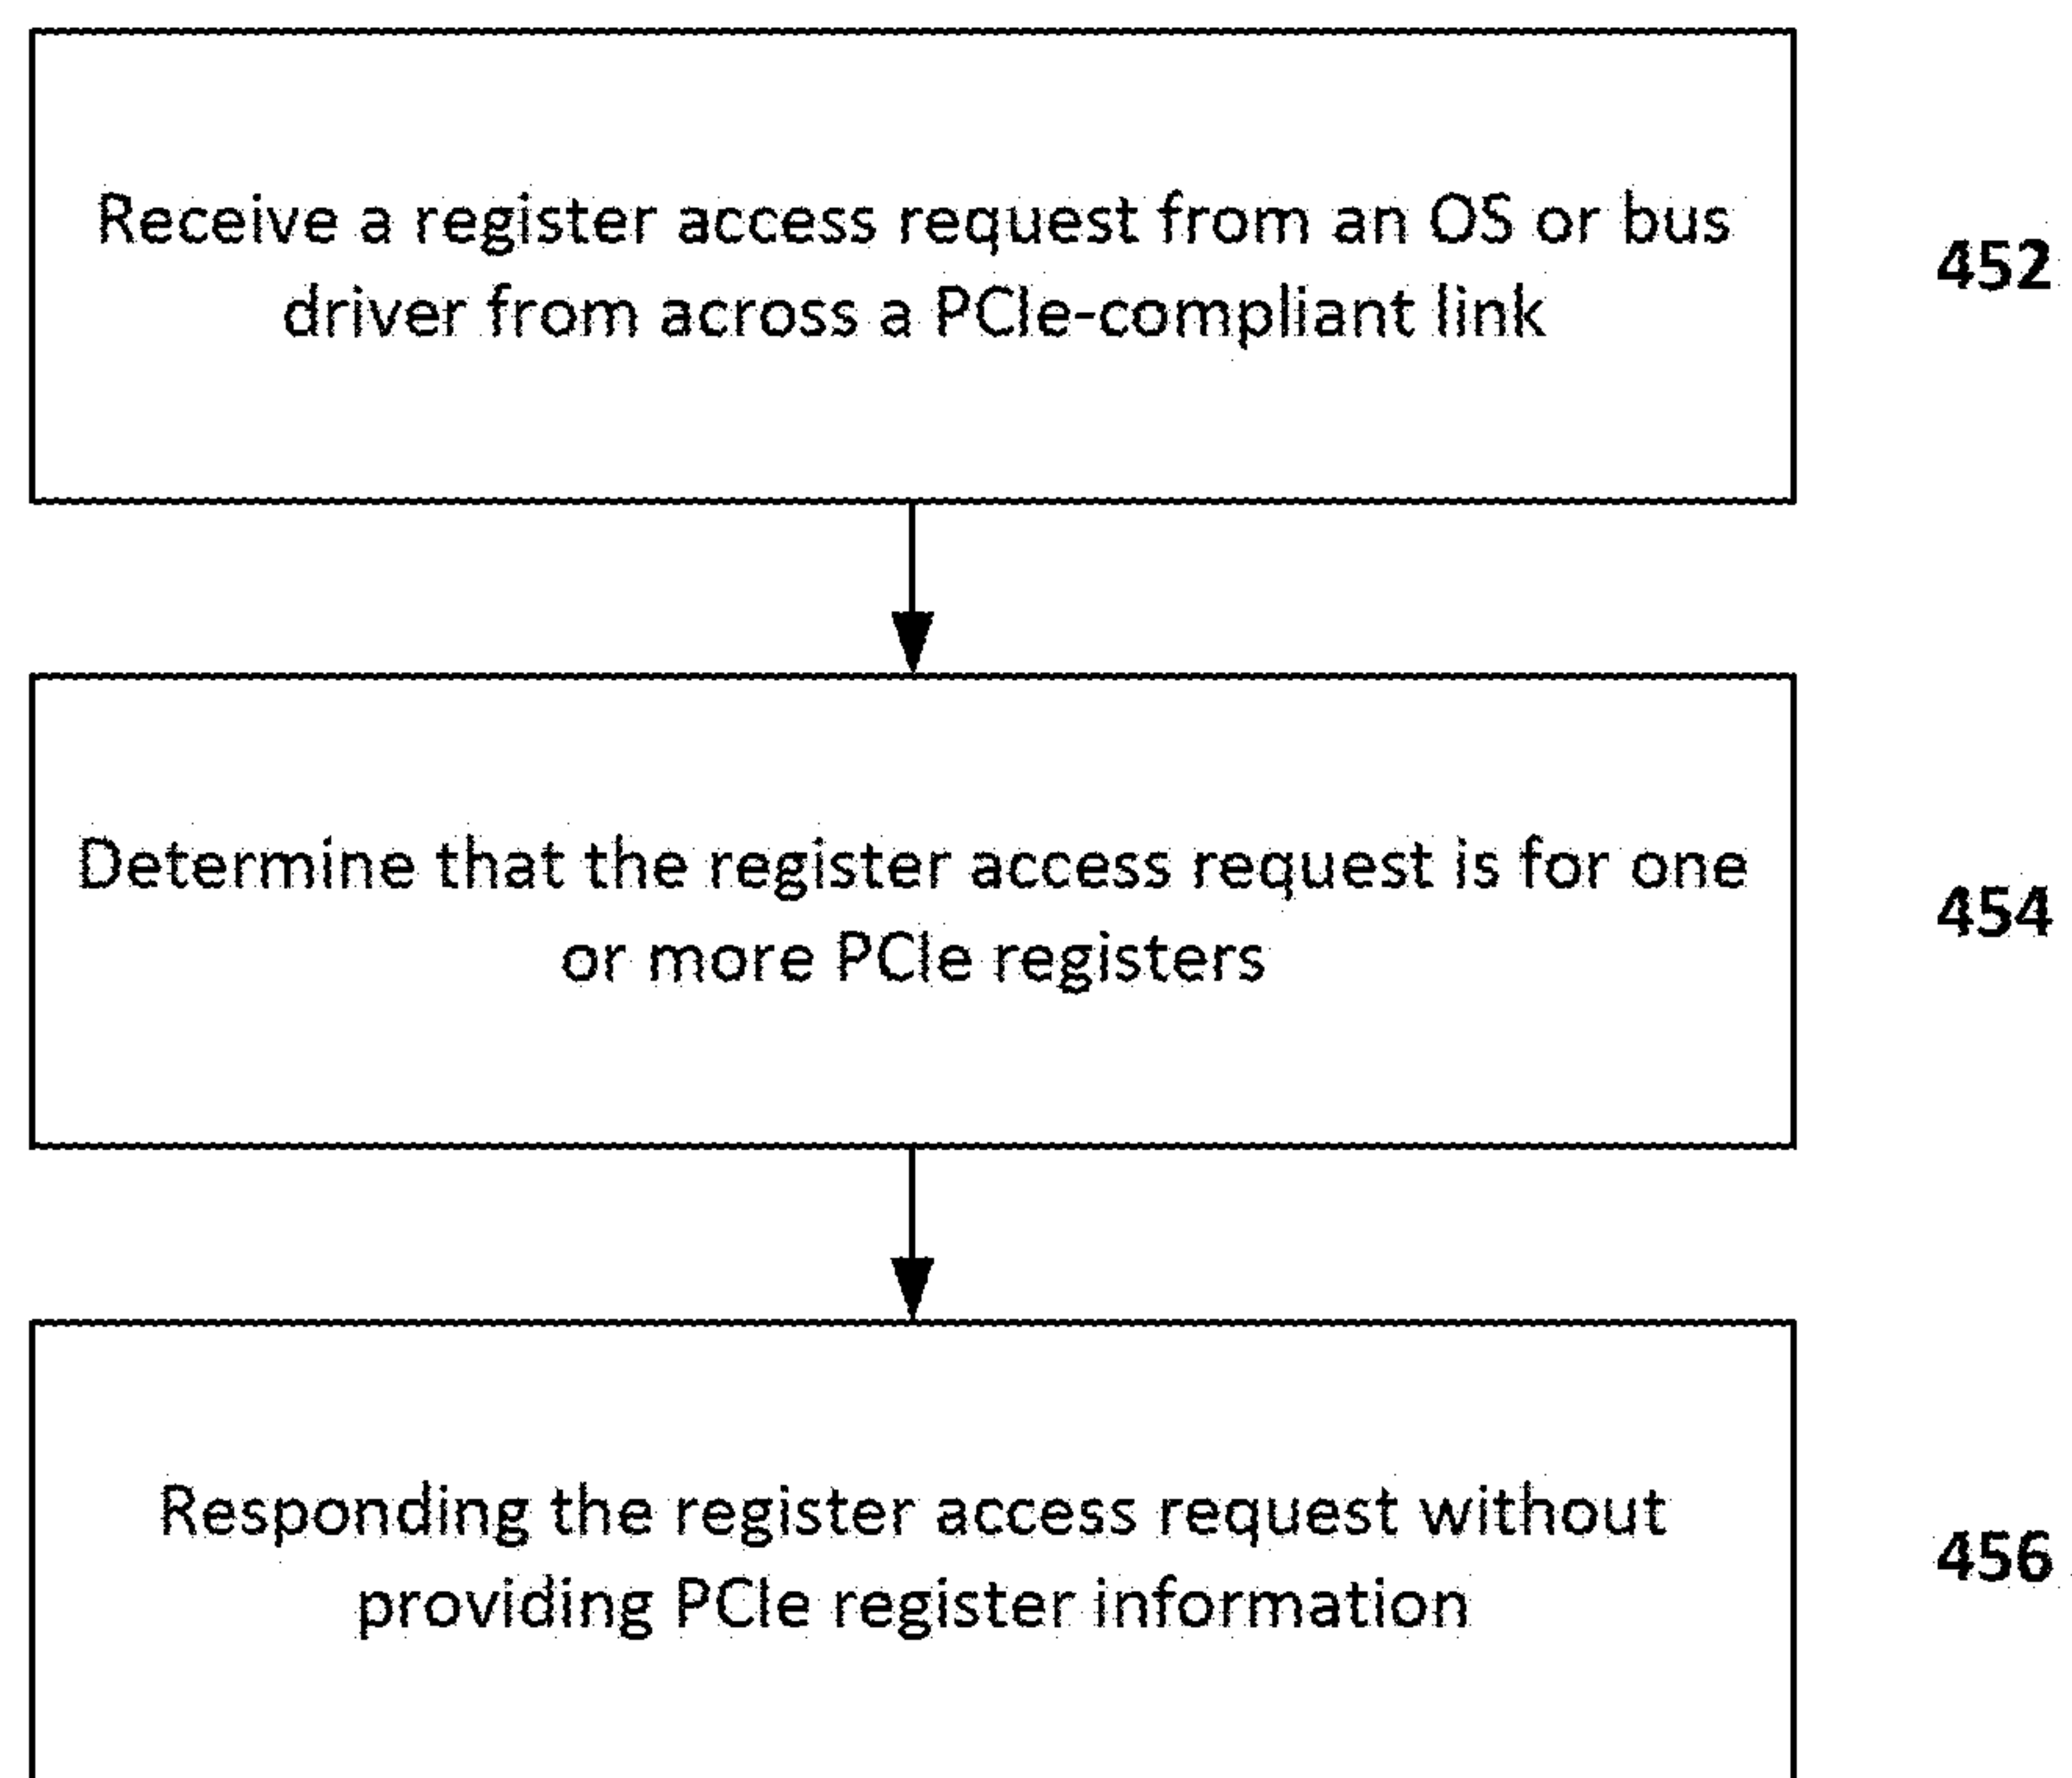 Receive a register access request from an OS or bus
driver from across a PCIe-compliant link
452
Determine that the register access request is for one
or more PCIe registers
454
Responding the register access request without
providing PCIe register information
456